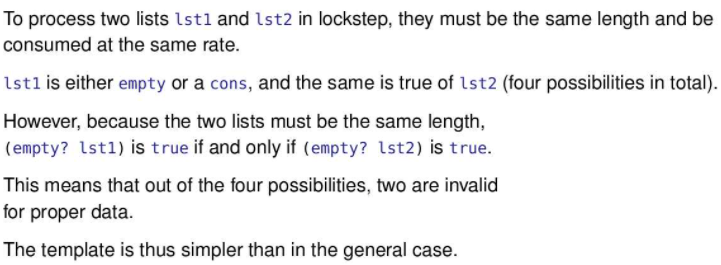 To process two lists lst1 and lst2 in lockstep, they must be the same length and be
consumed at the same rate.
lst1 is either empty or a cons, and the same is true of lst2 (four possibilities in total).
However, because the two lists must be the same length,
(empty? lst1) is true if and only if (empty? lst2) is true.
This means that out of the four possibilities, two are invalid
for proper data.
The template is thus simpler than in the general case.